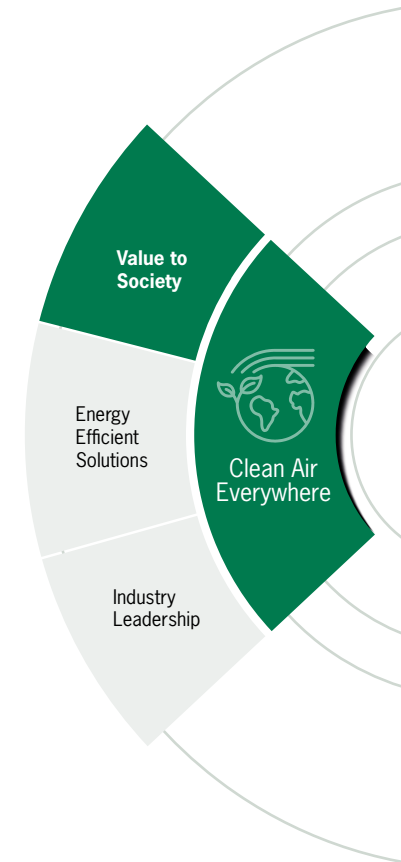 Value to
Society
Energy
Efficient
Solutions
Clean Air
Everywhere
Industry
Leadership